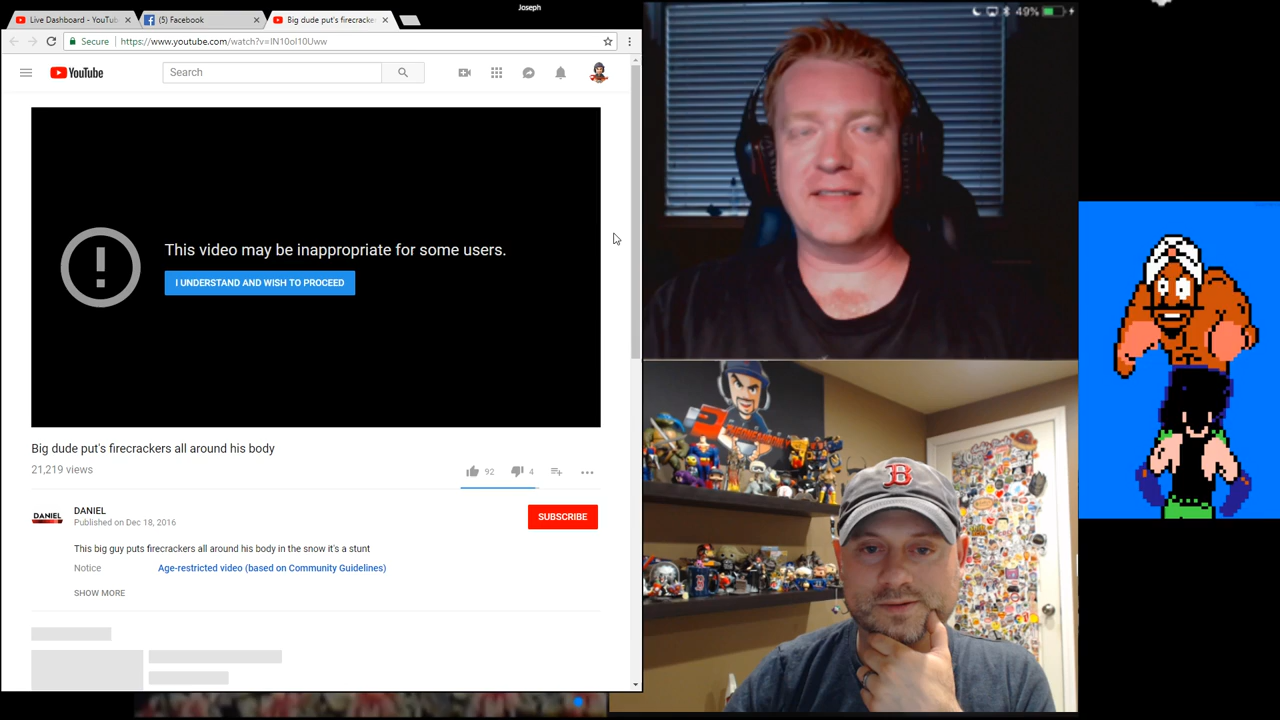 Joseph
Live Dashboard - YouTub
(5) Facebook
Big dude put's firecracke
49%
Secure
https://www.youtube.com/watch?v=IN10oI10Uww
YouTube
Search
This video may be inappropriate for some users.
I UNDERSTAND AND WISH TO PROCEED
Big dude put's firecrackers all around his body
21,219 views
92
4
DANIEL
DANIEL
Published on Dec 18, 2016
SUBSCRIBE
This big guy puts firecrackers all around his body in the snow it's a stunt
Notice
Age-restricted video (based on Community Guidelines)
SHOW MORE
B